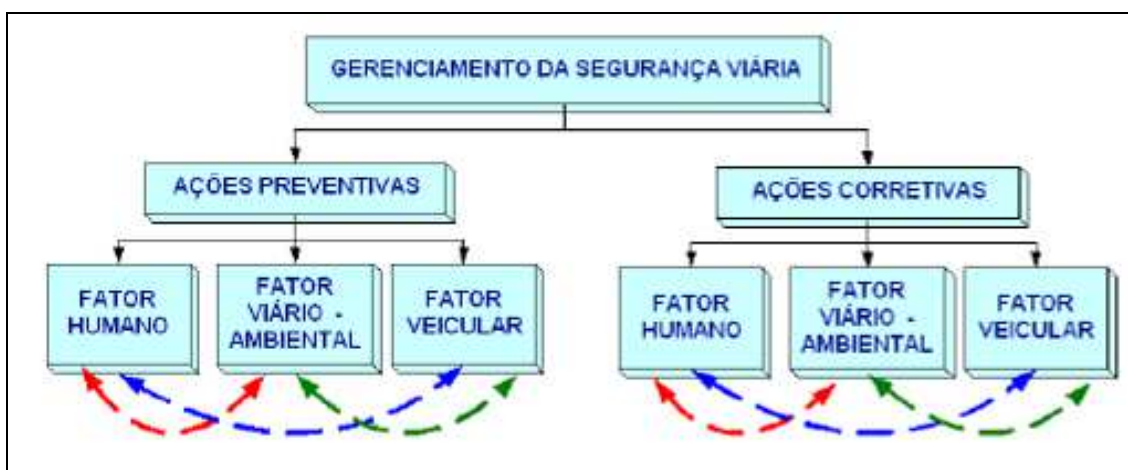 GERENCIAMENTO DA SEGURANÇA VIÁRIA
AÇÕES PREVENTIVAS
AÇÕES CORRETIVAS
FATOR
HUMANO
FATOR
VIÁRIO -
AMBIENTAL
FATOR
VEICULAR
FATOR
HUMANO
FATOR
VIÁRIO -
AMBIENTAL
FATOR
VEICULAR